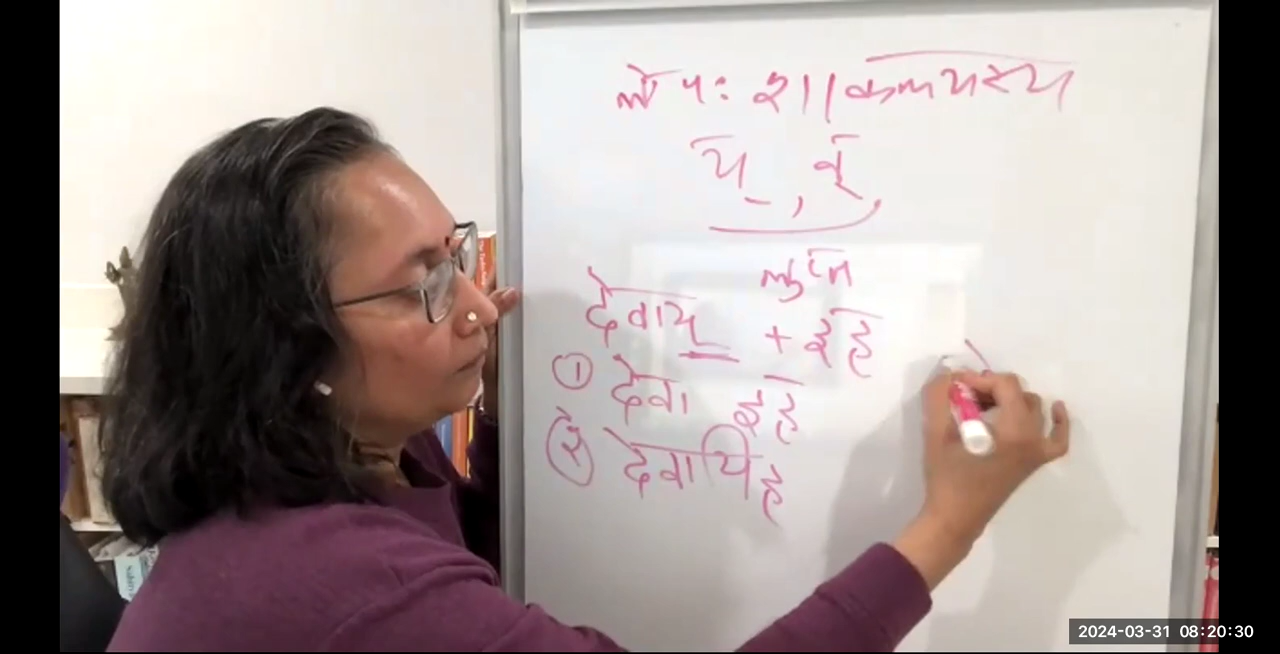 लोपः शाकल्यस्य
य् , व्
लुप्त
देवाय् + इह
① देवा इह
② देवायिह
2024-03-31 08:20:30